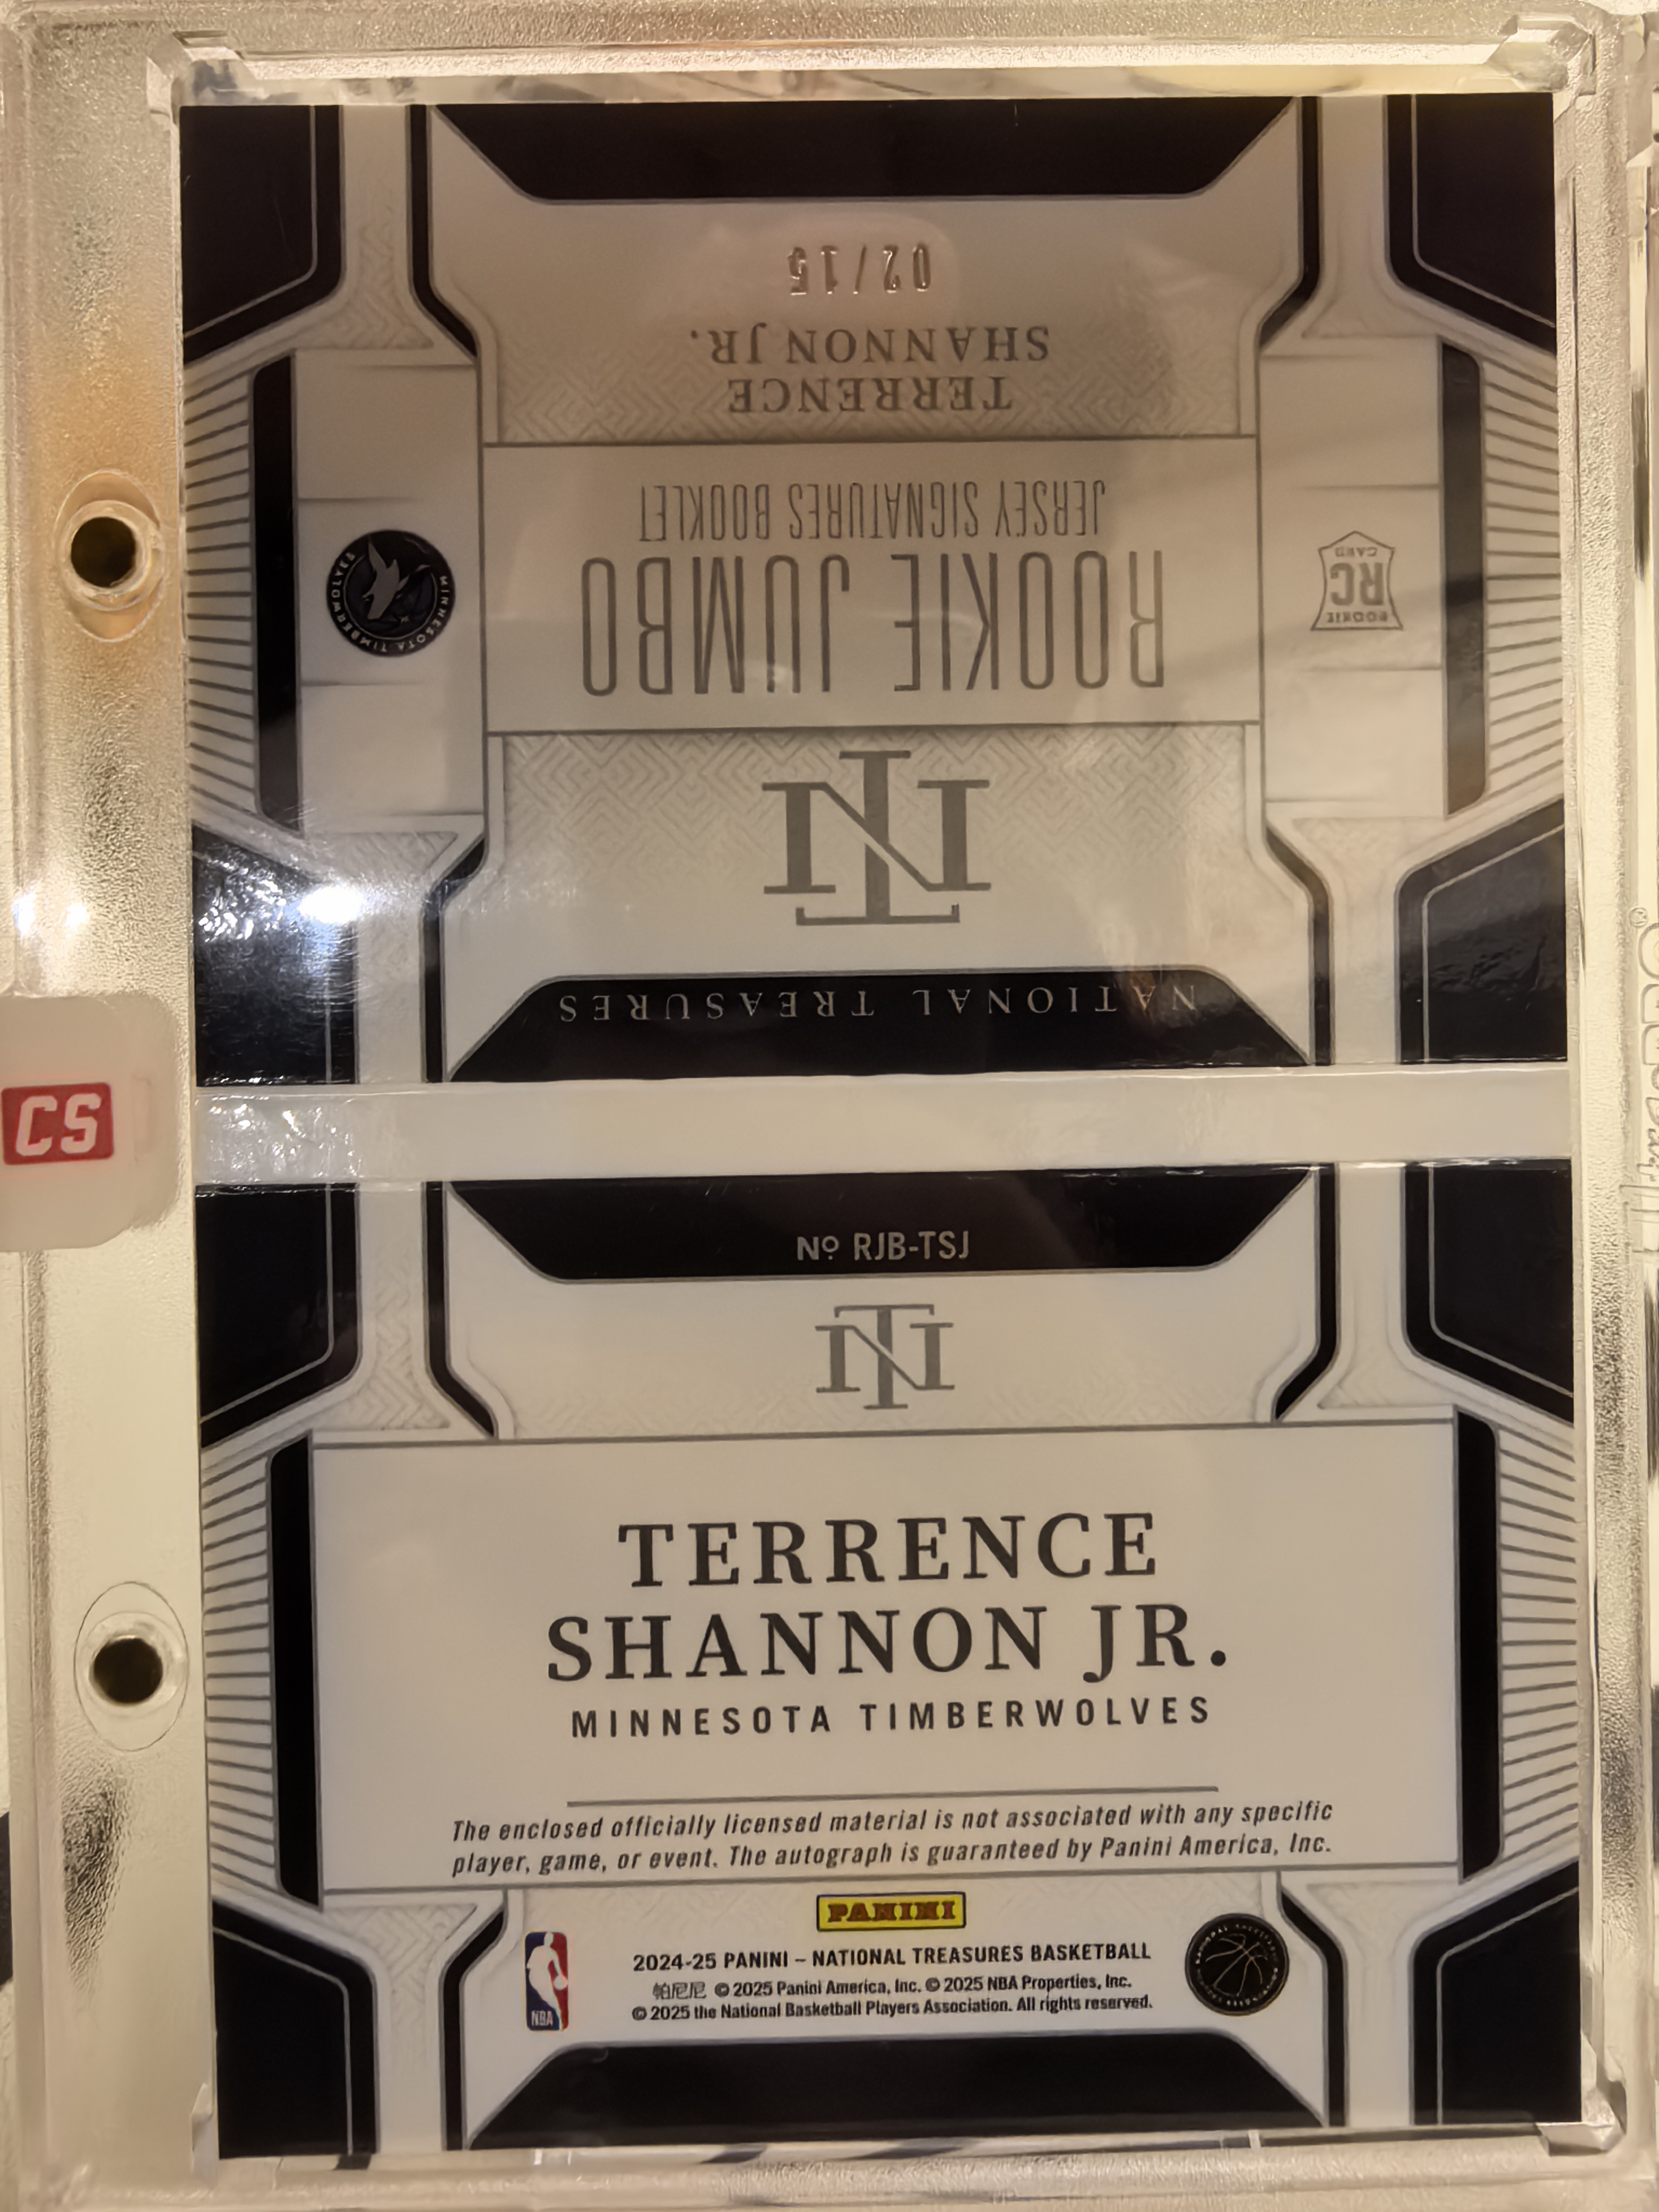 02/15
TERRENCE
SHANNON JR.
ROOKIE JUMBO
JERSEY SIGNATURES BOOKLET
MINNESOTA TIMBERWOLVES
ROOKIE
RC
CARD
NT
NATIONAL TREASURES
CS
Nº RJB-TSJ
NT
TERRENCE
SHANNON JR.
MINNESOTA TIMBERWOLVES
The enclosed officially licensed material is not associated with any specific
player, game, or event. The autograph is guaranteed by Panini America, Inc.
PANINI
NBA
2024-25 PANINI – NATIONAL TREASURES BASKETBALL
帕尼尼 © 2025 Panini America, Inc. © 2025 NBA Properties, Inc.
© 2025 the National Basketball Players Association. All rights reserved.